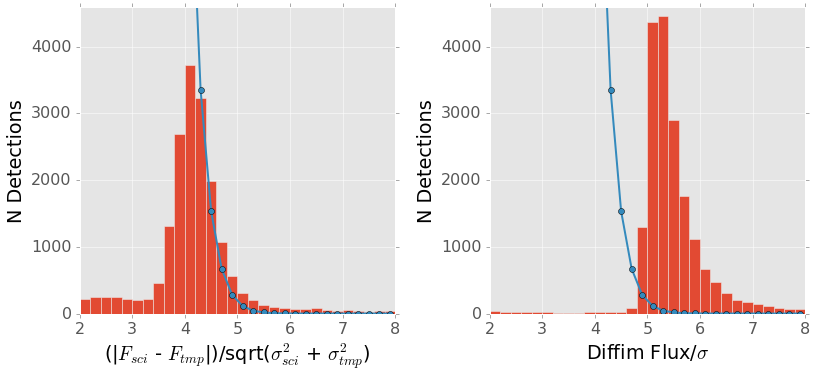 4000
3000
2000
1000
0
N Detections
2 3 4 5 6 7 8
(|F_sci - F_tmp|)/sqrt(σ²_sci + σ²_tmp)
4000
3000
2000
1000
0
N Detections
2 3 4 5 6 7 8
Diffim Flux/σ